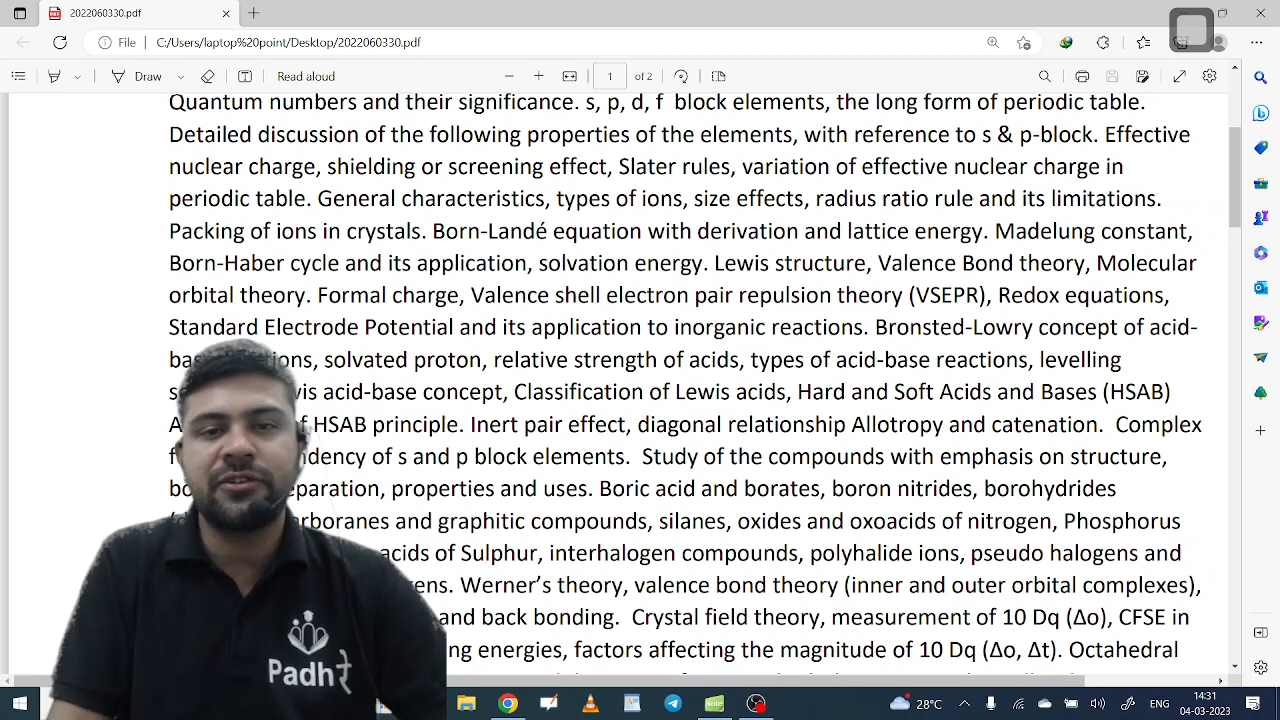 2022060330.pdf
File C:/Users/laptop%20point/Desktop/2022060330.pdf
Draw Read aloud 1 of 2
Quantum numbers and their significance. s, p, d, f block elements, the long form of periodic table.
Detailed discussion of the following properties of the elements, with reference to s & p-block. Effective
nuclear charge, shielding or screening effect, Slater rules, variation of effective nuclear charge in
periodic table. General characteristics, types of ions, size effects, radius ratio rule and its limitations.
Packing of ions in crystals. Born-Landé equation with derivation and lattice energy. Madelung constant,
Born-Haber cycle and its application, solvation energy. Lewis structure, Valence Bond theory, Molecular
orbital theory. Formal charge, Valence shell electron pair repulsion theory (VSEPR), Redox equations,
Standard Electrode Potential and its application to inorganic reactions. Bronsted-Lowry concept of acid-
solvated proton, relative strength of acids, types of acid-base reactions, levelling
acid-base concept, Classification of Lewis acids, Hard and Soft Acids and Bases (HSAB)
HSAB principle. Inert pair effect, diagonal relationship Allotropy and catenation. Complex
of s and p block elements. Study of the compounds with emphasis on structure,
properties and uses. Boric acid and borates, boron nitrides, borohydrides
and graphitic compounds, silanes, oxides and oxoacids of nitrogen, Phosphorus
acids of Sulphur, interhalogen compounds, polyhalide ions, pseudo halogens and
Werner's theory, valence bond theory (inner and outer orbital complexes),
and back bonding. Crystal field theory, measurement of 10 Dq (Δo), CFSE in
energies, factors affecting the magnitude of 10 Dq (Δo, Δt). Octahedral
Padhरे
Note
28°C
14:31
04-03-2023